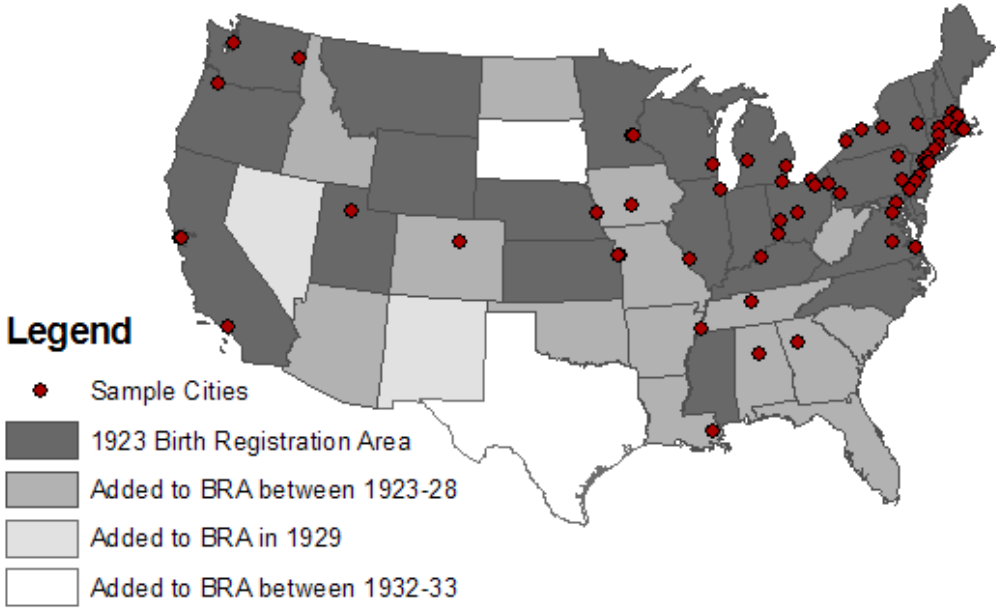 Legend
Sample Cities
1923 Birth Registration Area
Added to BRA between 1923-28
Added to BRA in 1929
Added to BRA between 1932-33